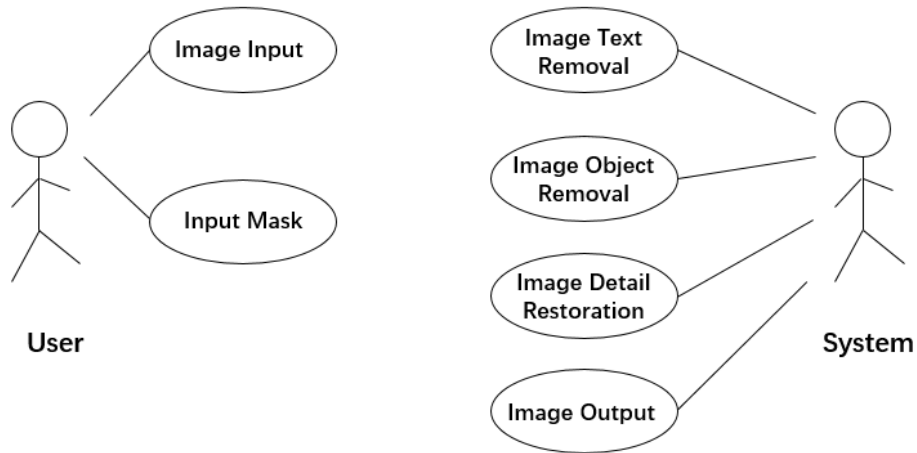 Image Input
Input Mask
User
Image Text
Removal
Image Object
Removal
Image Detail
Restoration
Image Output
System